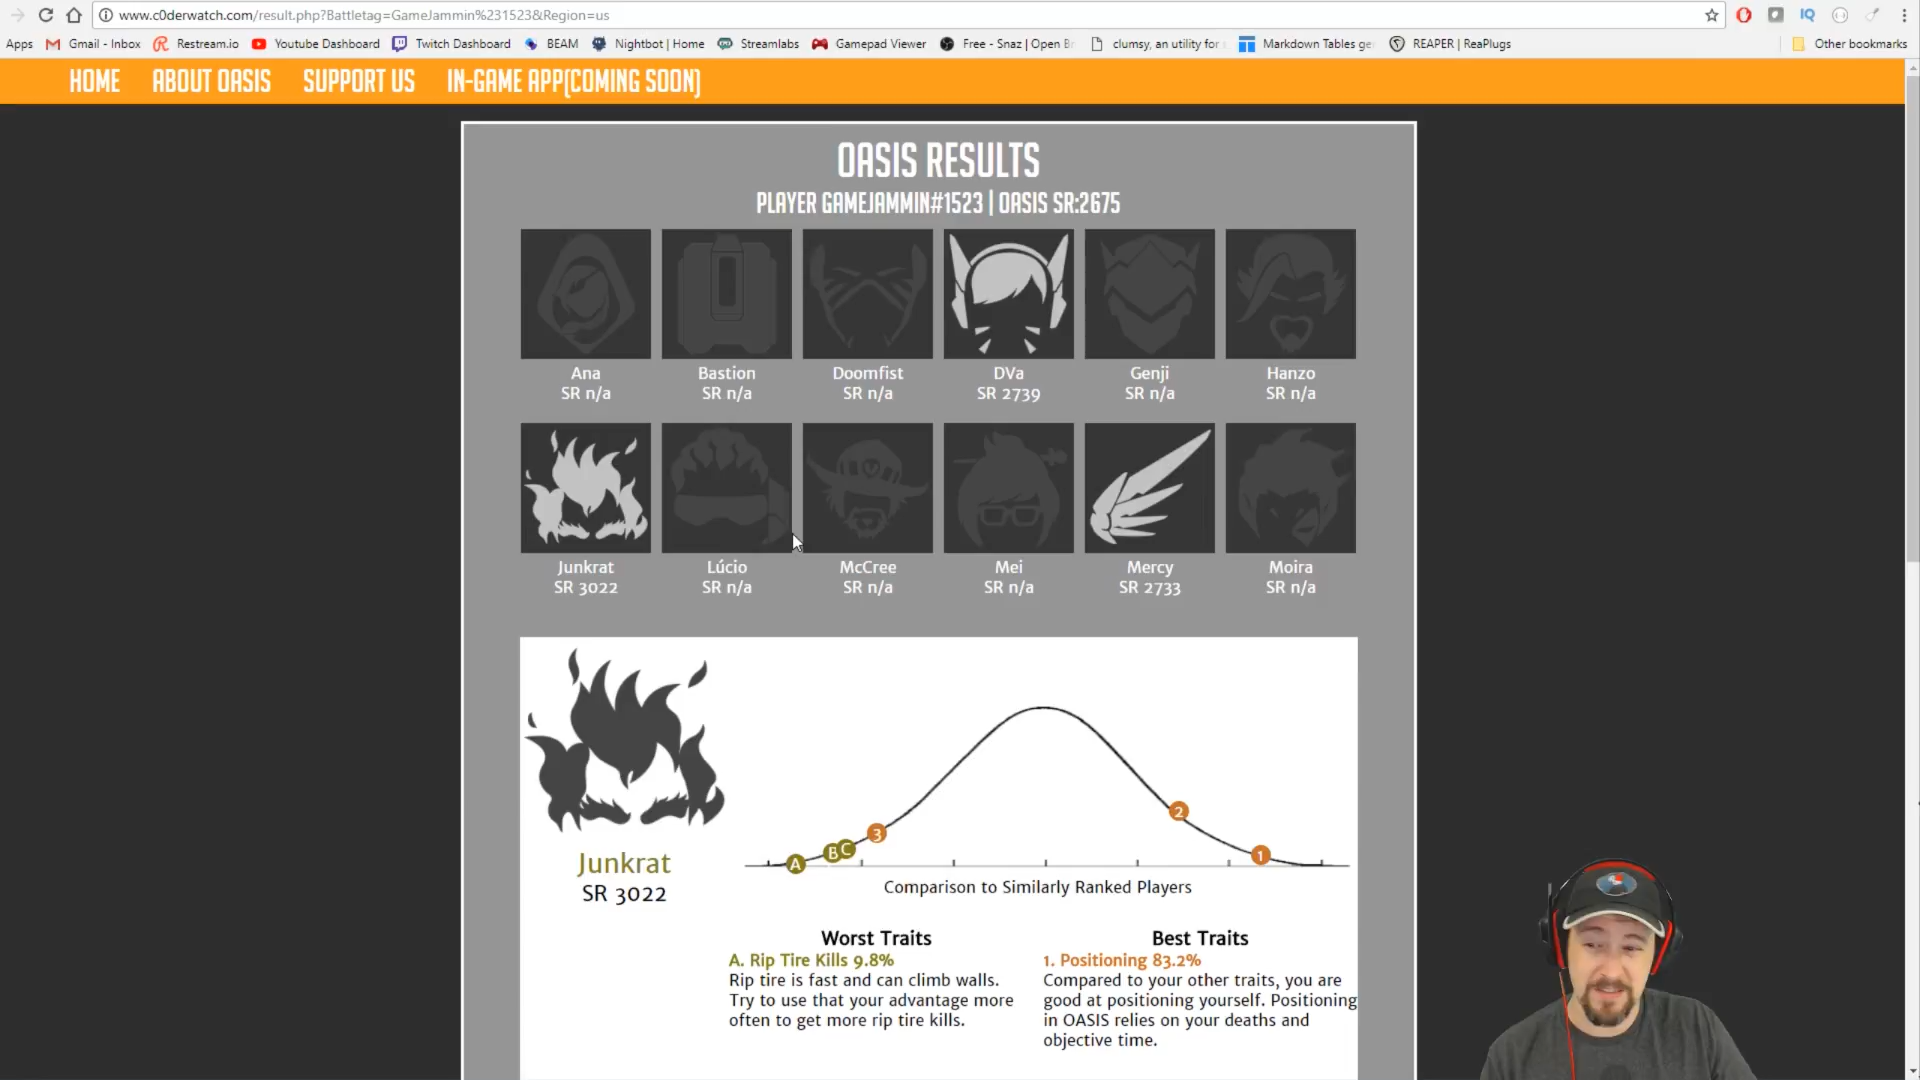 www.c0derwatch.com/result.php?Battletag=GameJammin%231523&Region=us
Apps Gmail - Inbox Restream.io Youtube Dashboard Twitch Dashboard BEAM Nightbot | Home Streamlabs Gamepad Viewer Free - Snaz | Open Br clumsy, an utility for Markdown Tables ge REAPER | ReaPlugs Other bookmarks
HOME ABOUT OASIS SUPPORT US IN-GAME APP(COMING SOON)
OASIS RESULTS
PLAYER GAMEJAMMIN#1523 | OASIS SR:2675
Ana Bastion Doomfist DVa Genji Hanzo
SR n/a SR n/a SR n/a SR 2739 SR n/a SR n/a
Junkrat Lúcio McCree Mei Mercy Moira
SR 3022 SR n/a SR n/a SR n/a SR 2733 SR n/a
A B C 3 2 1
Junkrat
SR 3022
Comparison to Similarly Ranked Players
Worst Traits
A. Rip Tire Kills 9.8%
Rip tire is fast and can climb walls.
Try to use that your advantage more
often to get more rip tire kills.
Best Traits
1. Positioning 83.2%
Compared to your other traits, you are
good at positioning yourself. Positioning
in OASIS relies on your deaths and
objective time.